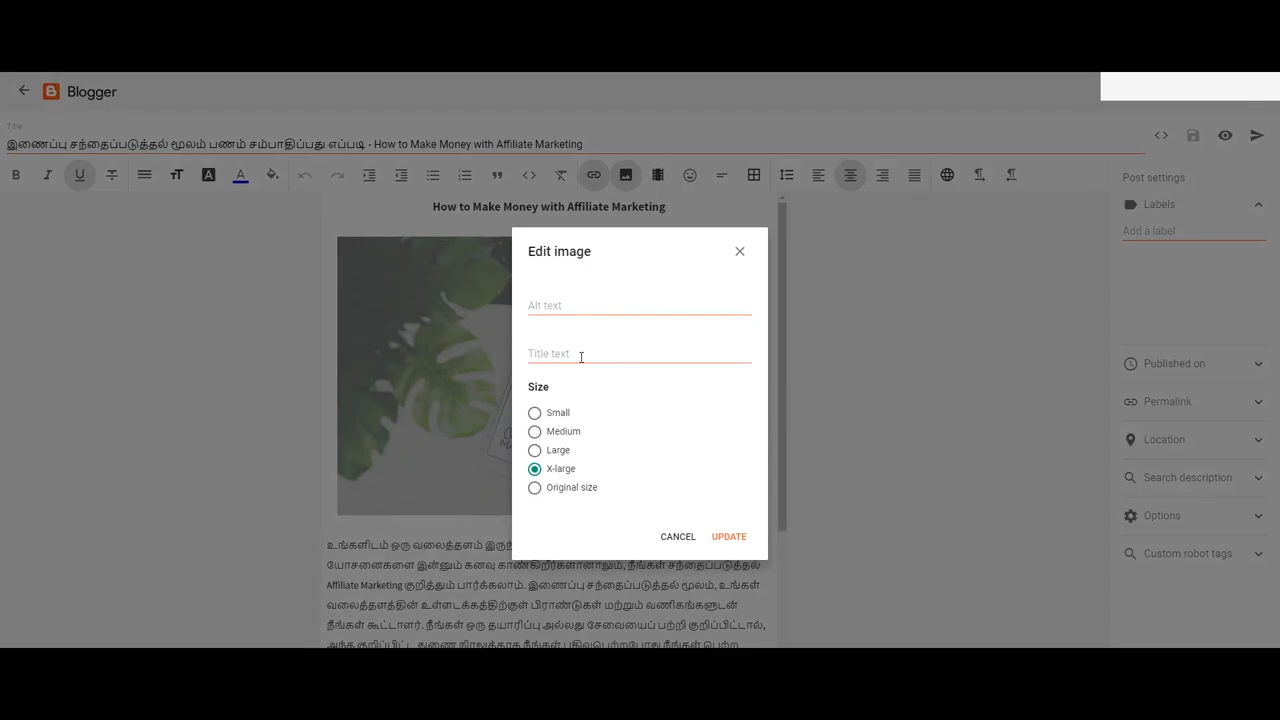 Blogger
Title
இணைப்பு சந்தைப்படுத்தல் மூலம் பணம் சம்பாதிப்பது எப்படி - How to Make Money with Affiliate Marketing
Post settings
Labels
Add a label
How to Make Money with Affiliate Marketing
Edit image
Alt text
Title text
Size
Small
Medium
Large
X-large
Original size
CANCEL UPDATE
Published on
Permalink
Location
Search description
Options
Custom robot tags
உங்களிடம் ஒரு வலைத்தளம்
யோசனைகளை இன்னும் கனவு காண்கிறீர்களானாலும், நீங்கள் சந்தைப்படுத்தல்
Affiliate Marketing குறித்தும் பார்க்கலாம். இணைப்பு சந்தைப்படுத்தல் மூலம், உங்கள்
வலைத்தளத்தின் உள்ளடக்கத்திற்குள் பிராண்டுகள் மற்றும் வணிகங்களுடன்
நீங்கள் கூட்டாளர். நீங்கள் ஒரு தயாரிப்பு அல்லது சேவையைப் பற்றி குறிப்பிட்டால்,